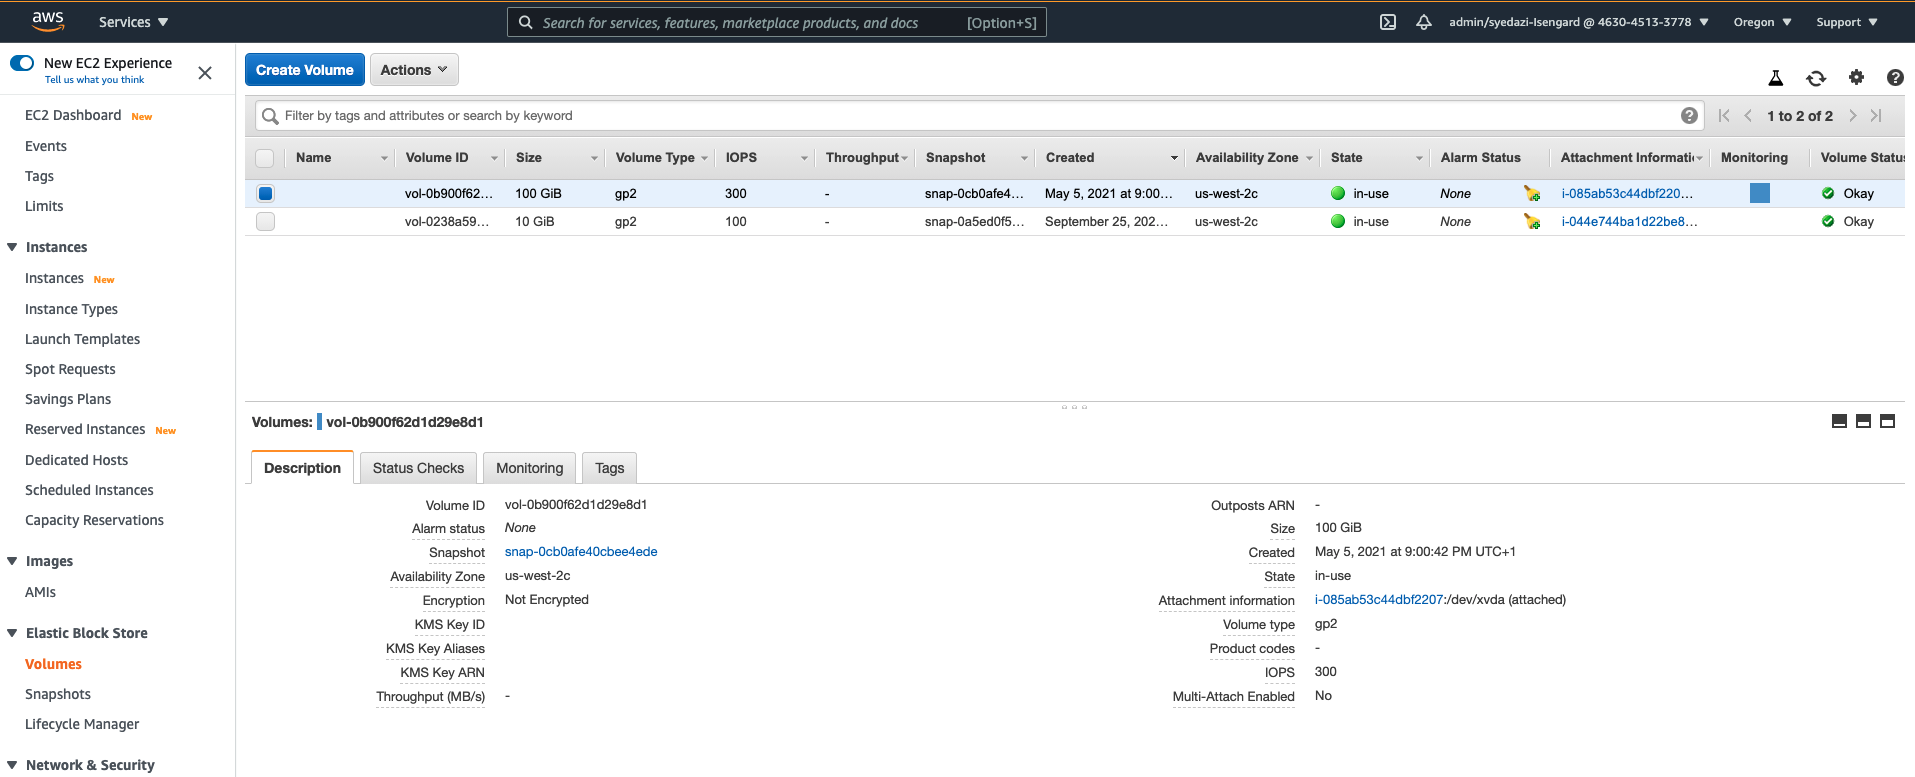 aws Services Search for services, features, marketplace products, and docs [Option+S] admin/syedazi-Isengard @ 4630-4513-3778 Oregon Support
New EC2 Experience
Tell us what you think
EC2 Dashboard New
Events
Tags
Limits
Instances
Instances New
Instance Types
Launch Templates
Spot Requests
Savings Plans
Reserved Instances New
Dedicated Hosts
Scheduled Instances
Capacity Reservations
Images
AMIs
Elastic Block Store
Volumes
Snapshots
Lifecycle Manager
Network & Security
Create Volume Actions
Filter by tags and attributes or search by keyword 1 to 2 of 2
Name Volume ID Size Volume Type IOPS Throughput Snapshot Created Availability Zone State Alarm Status Attachment Informati Monitoring Volume Status
vol-0b900f62... 100 GiB gp2 300 - snap-0cb0afe4... May 5, 2021 at 9:00... us-west-2c in-use None i-085ab53c44dbf220... Okay
vol-0238a59... 10 GiB gp2 100 - snap-0a5ed0f5... September 25, 202... us-west-2c in-use None i-044e744ba1d22be8... Okay
Volumes: vol-0b900f62d1d29e8d1
Description Status Checks Monitoring Tags
Volume ID vol-0b900f62d1d29e8d1
Alarm status None
Snapshot snap-0cb0afe40cbee4ede
Availability Zone us-west-2c
Encryption Not Encrypted
KMS Key ID
KMS Key Aliases
KMS Key ARN
Throughput (MB/s) -
Outposts ARN -
Size 100 GiB
Created May 5, 2021 at 9:00:42 PM UTC+1
State in-use
Attachment information i-085ab53c44dbf2207:/dev/xvda (attached)
Volume type gp2
Product codes -
IOPS 300
Multi-Attach Enabled No